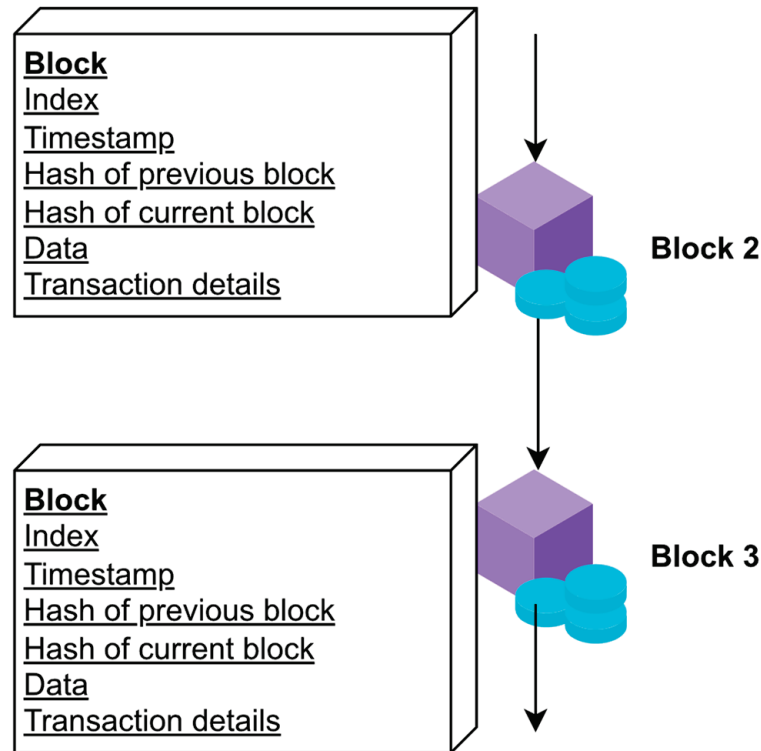 Block
Index
Timestamp
Hash of previous block
Hash of current block
Data
Transaction details
Block 2
Block
Index
Timestamp
Hash of previous block
Hash of current block
Data
Transaction details
Block 3